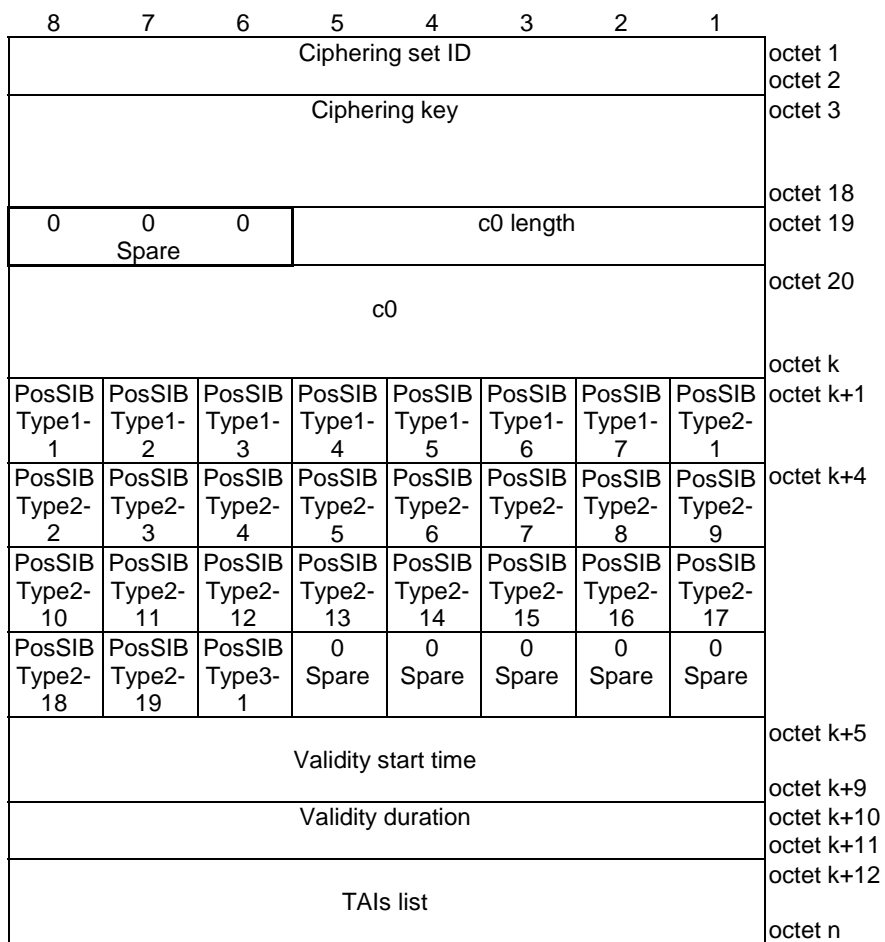 8 7 6 5 4 3 2 1
Ciphering set ID octet 1
octet 2
Ciphering key octet 3
octet 18
0 0 0 c0 length octet 19
Spare
octet 20
c0
octet k
PosSIB PosSIB PosSIB PosSIB PosSIB PosSIB PosSIB PosSIB octet k+1
Type1- Type1- Type1- Type1- Type1- Type1- Type1- Type2-
1 2 3 4 5 6 7 1
PosSIB PosSIB PosSIB PosSIB PosSIB PosSIB PosSIB PosSIB octet k+4
Type2- Type2- Type2- Type2- Type2- Type2- Type2- Type2-
2 3 4 5 6 7 8 9
PosSIB PosSIB PosSIB PosSIB PosSIB PosSIB PosSIB PosSIB
Type2- Type2- Type2- Type2- Type2- Type2- Type2- Type2-
10 11 12 13 14 15 16 17
PosSIB PosSIB PosSIB 0 0 0 0 0
Type2- Type2- Type3- Spare Spare Spare Spare Spare
18 19 1
octet k+5
Validity start time
octet k+9
Validity duration octet k+10
octet k+11
octet k+12
TAIs list
octet n